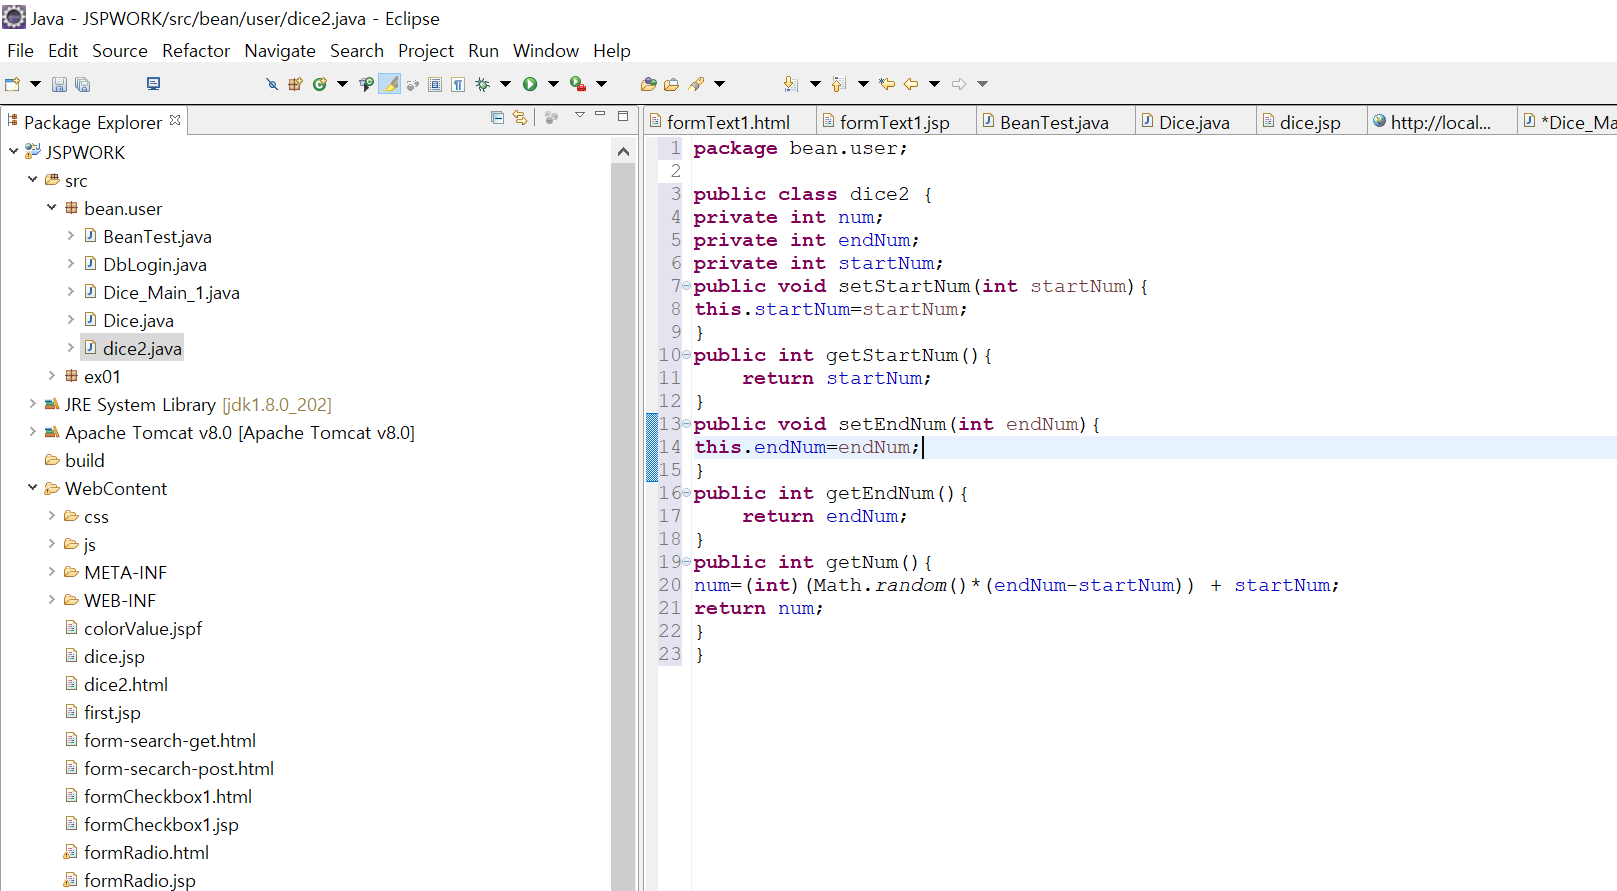 Java - JSPWORK/src/bean/user/dice2.java - Eclipse
File Edit Source Refactor Navigate Search Project Run Window Help
Package Explorer
JSPWORK
src
bean.user
BeanTest.java
DbLogin.java
Dice_Main_1.java
Dice.java
dice2.java
ex01
JRE System Library [jdk1.8.0_202]
Apache Tomcat v8.0 [Apache Tomcat v8.0]
build
WebContent
css
js
META-INF
WEB-INF
colorValue.jspf
dice.jsp
dice2.html
first.jsp
form-search-get.html
form-secarch-post.html
formCheckbox1.html
formCheckbox1.jsp
formRadio.html
formRadio.jsp
formText1.html formText1.jsp BeanTest.java Dice.java dice.jsp http://local... *Dice_Ma
1 package bean.user;
2
3 public class dice2 {
4 private int num;
5 private int endNum;
6 private int startNum;
7 public void setStartNum(int startNum){
8 this.startNum=startNum;
9 }
10 public int getStartNum(){
11 return startNum;
12 }
13 public void setEndNum(int endNum){
14 this.endNum=endNum;
15 }
16 public int getEndNum(){
17 return endNum;
18 }
19 public int getNum(){
20 num=(int)(Math.random()*(endNum-startNum)) + startNum;
21 return num;
22 }
23 }